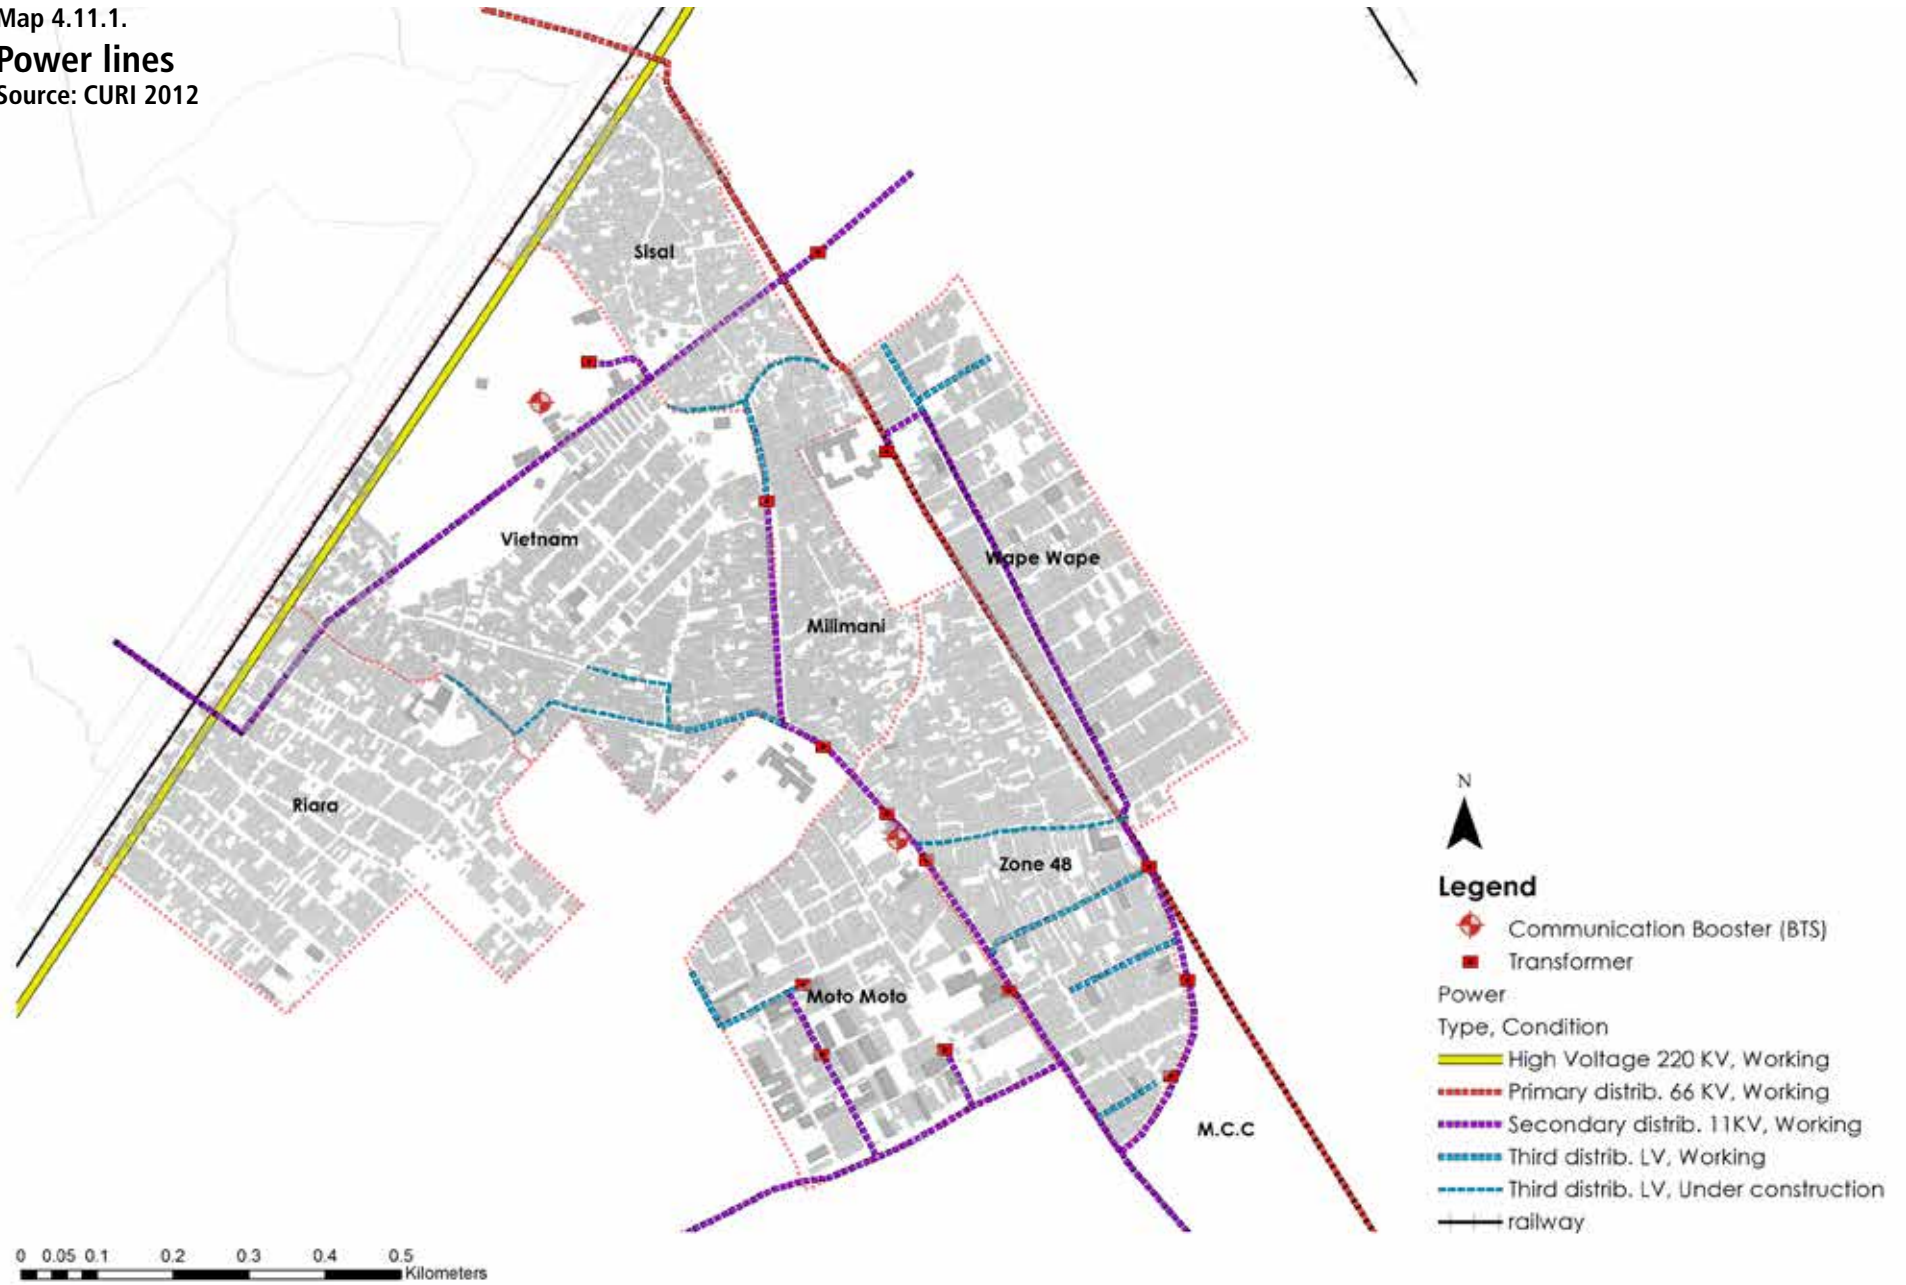 Map 4.11.1.
Power lines
Source: CURI 2012
Sisal
Vietnam
Wape Wape
Milimani
Riara
Zone 48
Moto Moto
M.C.C
N
Legend
Communication Booster (BTS)
Transformer
Power
Type, Condition
High Voltage 220 KV, Working
Primary distrib. 66 KV, Working
Secondary distrib. 11KV, Working
Third distrib. LV, Working
Third distrib. LV, Under construction
railway
0 0.05 0.1 0.2 0.3 0.4 0.5
Kilometers